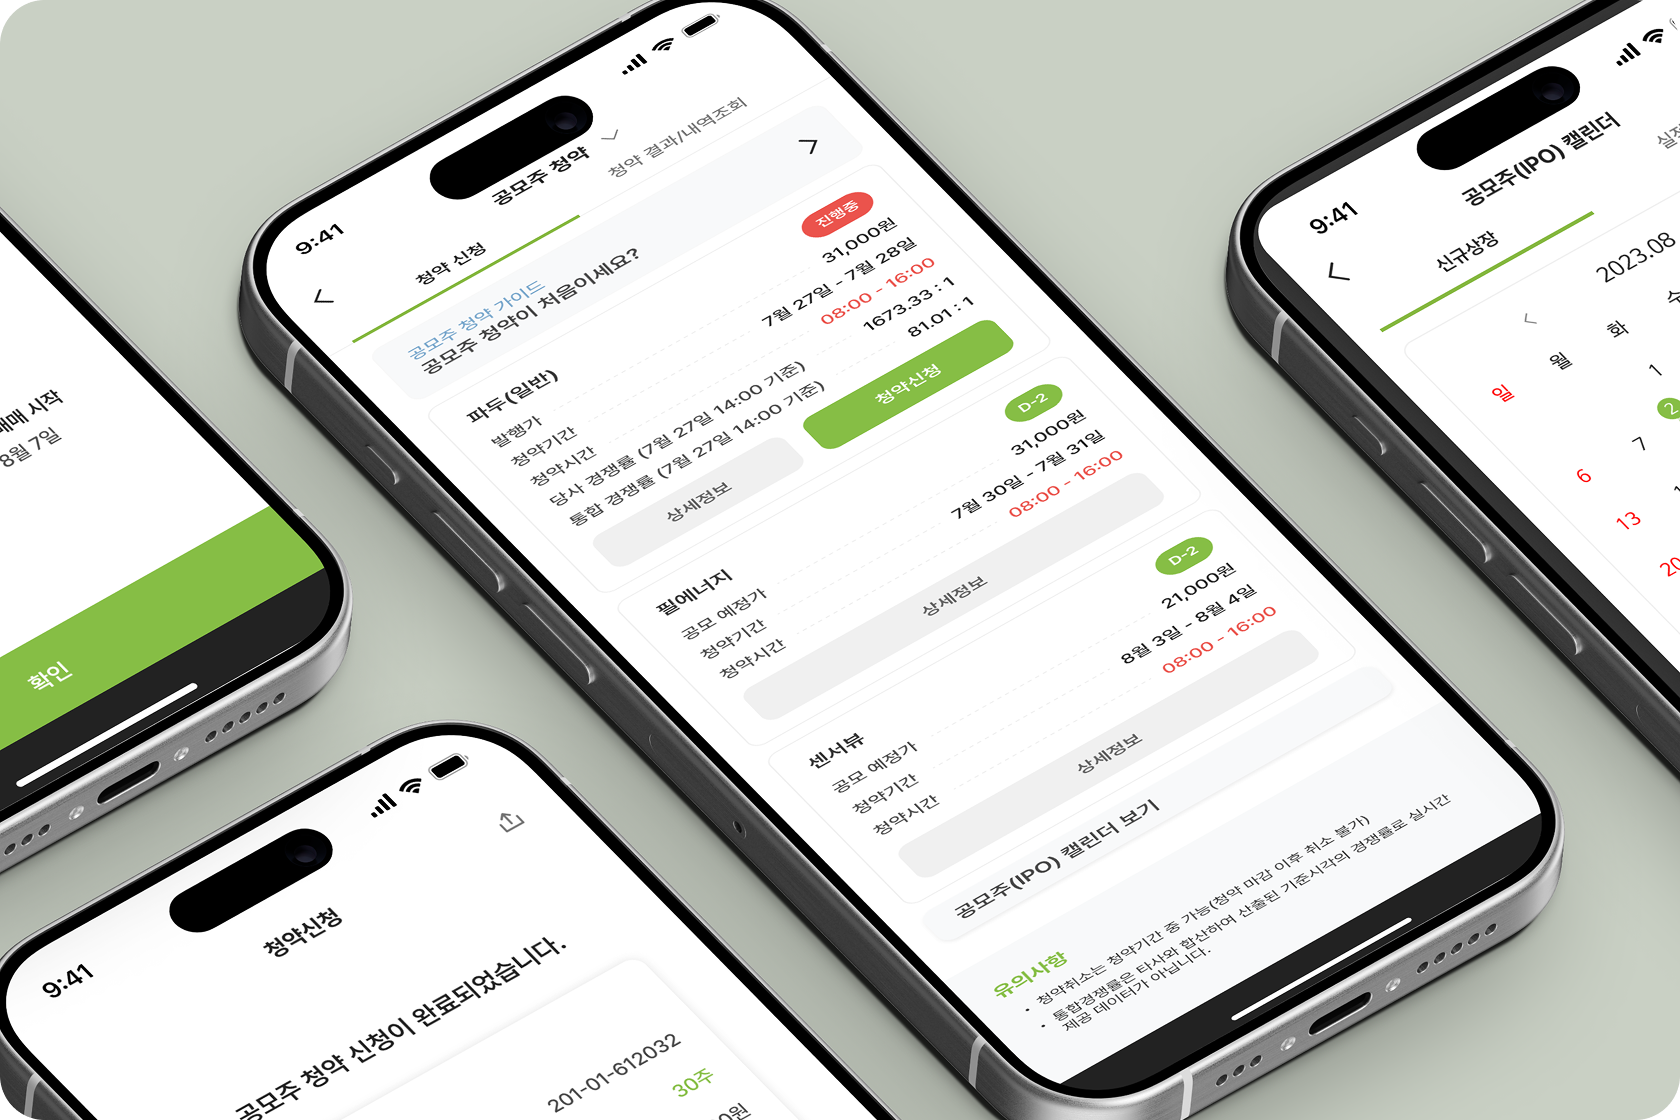 매매 시작
8월 7일
확인
9:41
공모주 청약
청약 신청
청약 결과/내역조회
공모주 청약 가이드
공모주 청약이 처음이세요?
파두(일반)
진행중
발행가
31,000원
청약기간
7월 27일 - 7월 28일
청약시간
08:00 - 16:00
당사 경쟁률 (7월 27일 14:00 기준)
1673.33 : 1
통합 경쟁률 (7월 27일 14:00 기준)
81.01 : 1
상세정보
청약신청
필에너지
D-2
공모 예정가
31,000원
청약기간
7월 30일 - 7월 31일
청약시간
08:00 - 16:00
상세정보
센서뷰
D-2
공모 예정가
21,000원
청약기간
8월 3일 - 8월 4일
청약시간
08:00 - 16:00
상세정보
공모주(IPO) 캘린더 보기
유의사항
• 청약취소는 청약기간 중 가능(청약 마감 이후 취소 불가)
• 통합경쟁률은 타사와 합산하여 산출된 기준시각의 경쟁률로 실시간
제공 데이터가 아닙니다.
9:41
청약신청
공모주 청약 신청이 완료되었습니다.
201-01-612032
30주
9:41
공모주(IPO) 캘린더
신규상장
2023.08
일 월 화
1
2
6 7
13
20